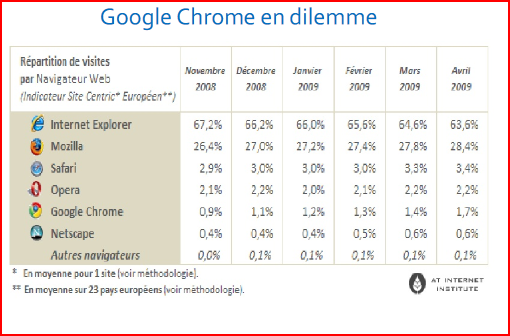 Google Chrome en dilemme
Répartition de visites
par Navigateur Web
(Indicateur Site Centric* Européen**)
Novembre 2008 Décembre 2008 Janvier 2009 Février 2009 Mars 2009 Avril 2009
Internet Explorer 67,2% 66,2% 66,0% 65,6% 64,6% 63,6%
Mozilla 26,4% 27,0% 27,2% 27,4% 27,8% 28,4%
Safari 2,9% 3,0% 3,0% 3,0% 3,3% 3,4%
Opera 2,1% 2,2% 2,0% 2,1% 2,2% 2,2%
Google Chrome 0,9% 1,1% 1,2% 1,3% 1,4% 1,7%
Netscape 0,4% 0,4% 0,4% 0,5% 0,6% 0,6%
Autres navigateurs 0,0% 0,1% 0,1% 0,1% 0,1% 0,1%
* En moyenne pour 1 site (voir méthodologie).
** En moyenne sur 23 pays européens (voir méthodologie).
AT INTERNET
INSTITUTE